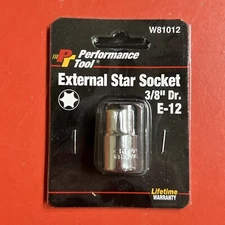 W81012
Performance
Tool
External Star Socket
3/8" Dr.
E-12
Lifetime
WARRANTY